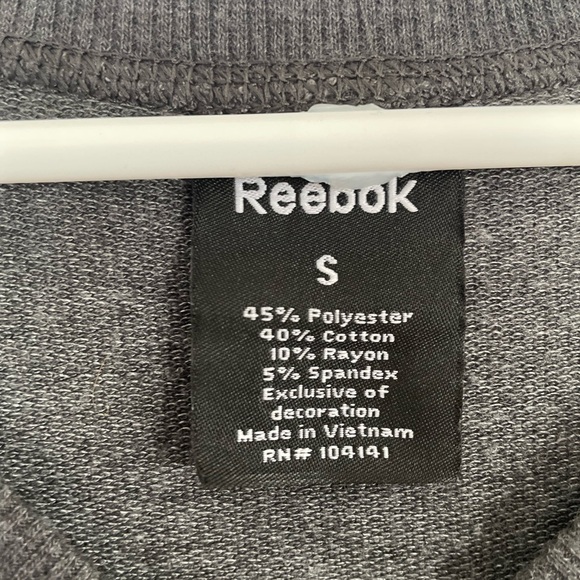 Reebok
S
45% Polyester
40% Cotton
10% Rayon
5% Spandex
Exclusive of
decoration
Made in Vietnam
RN# 104141